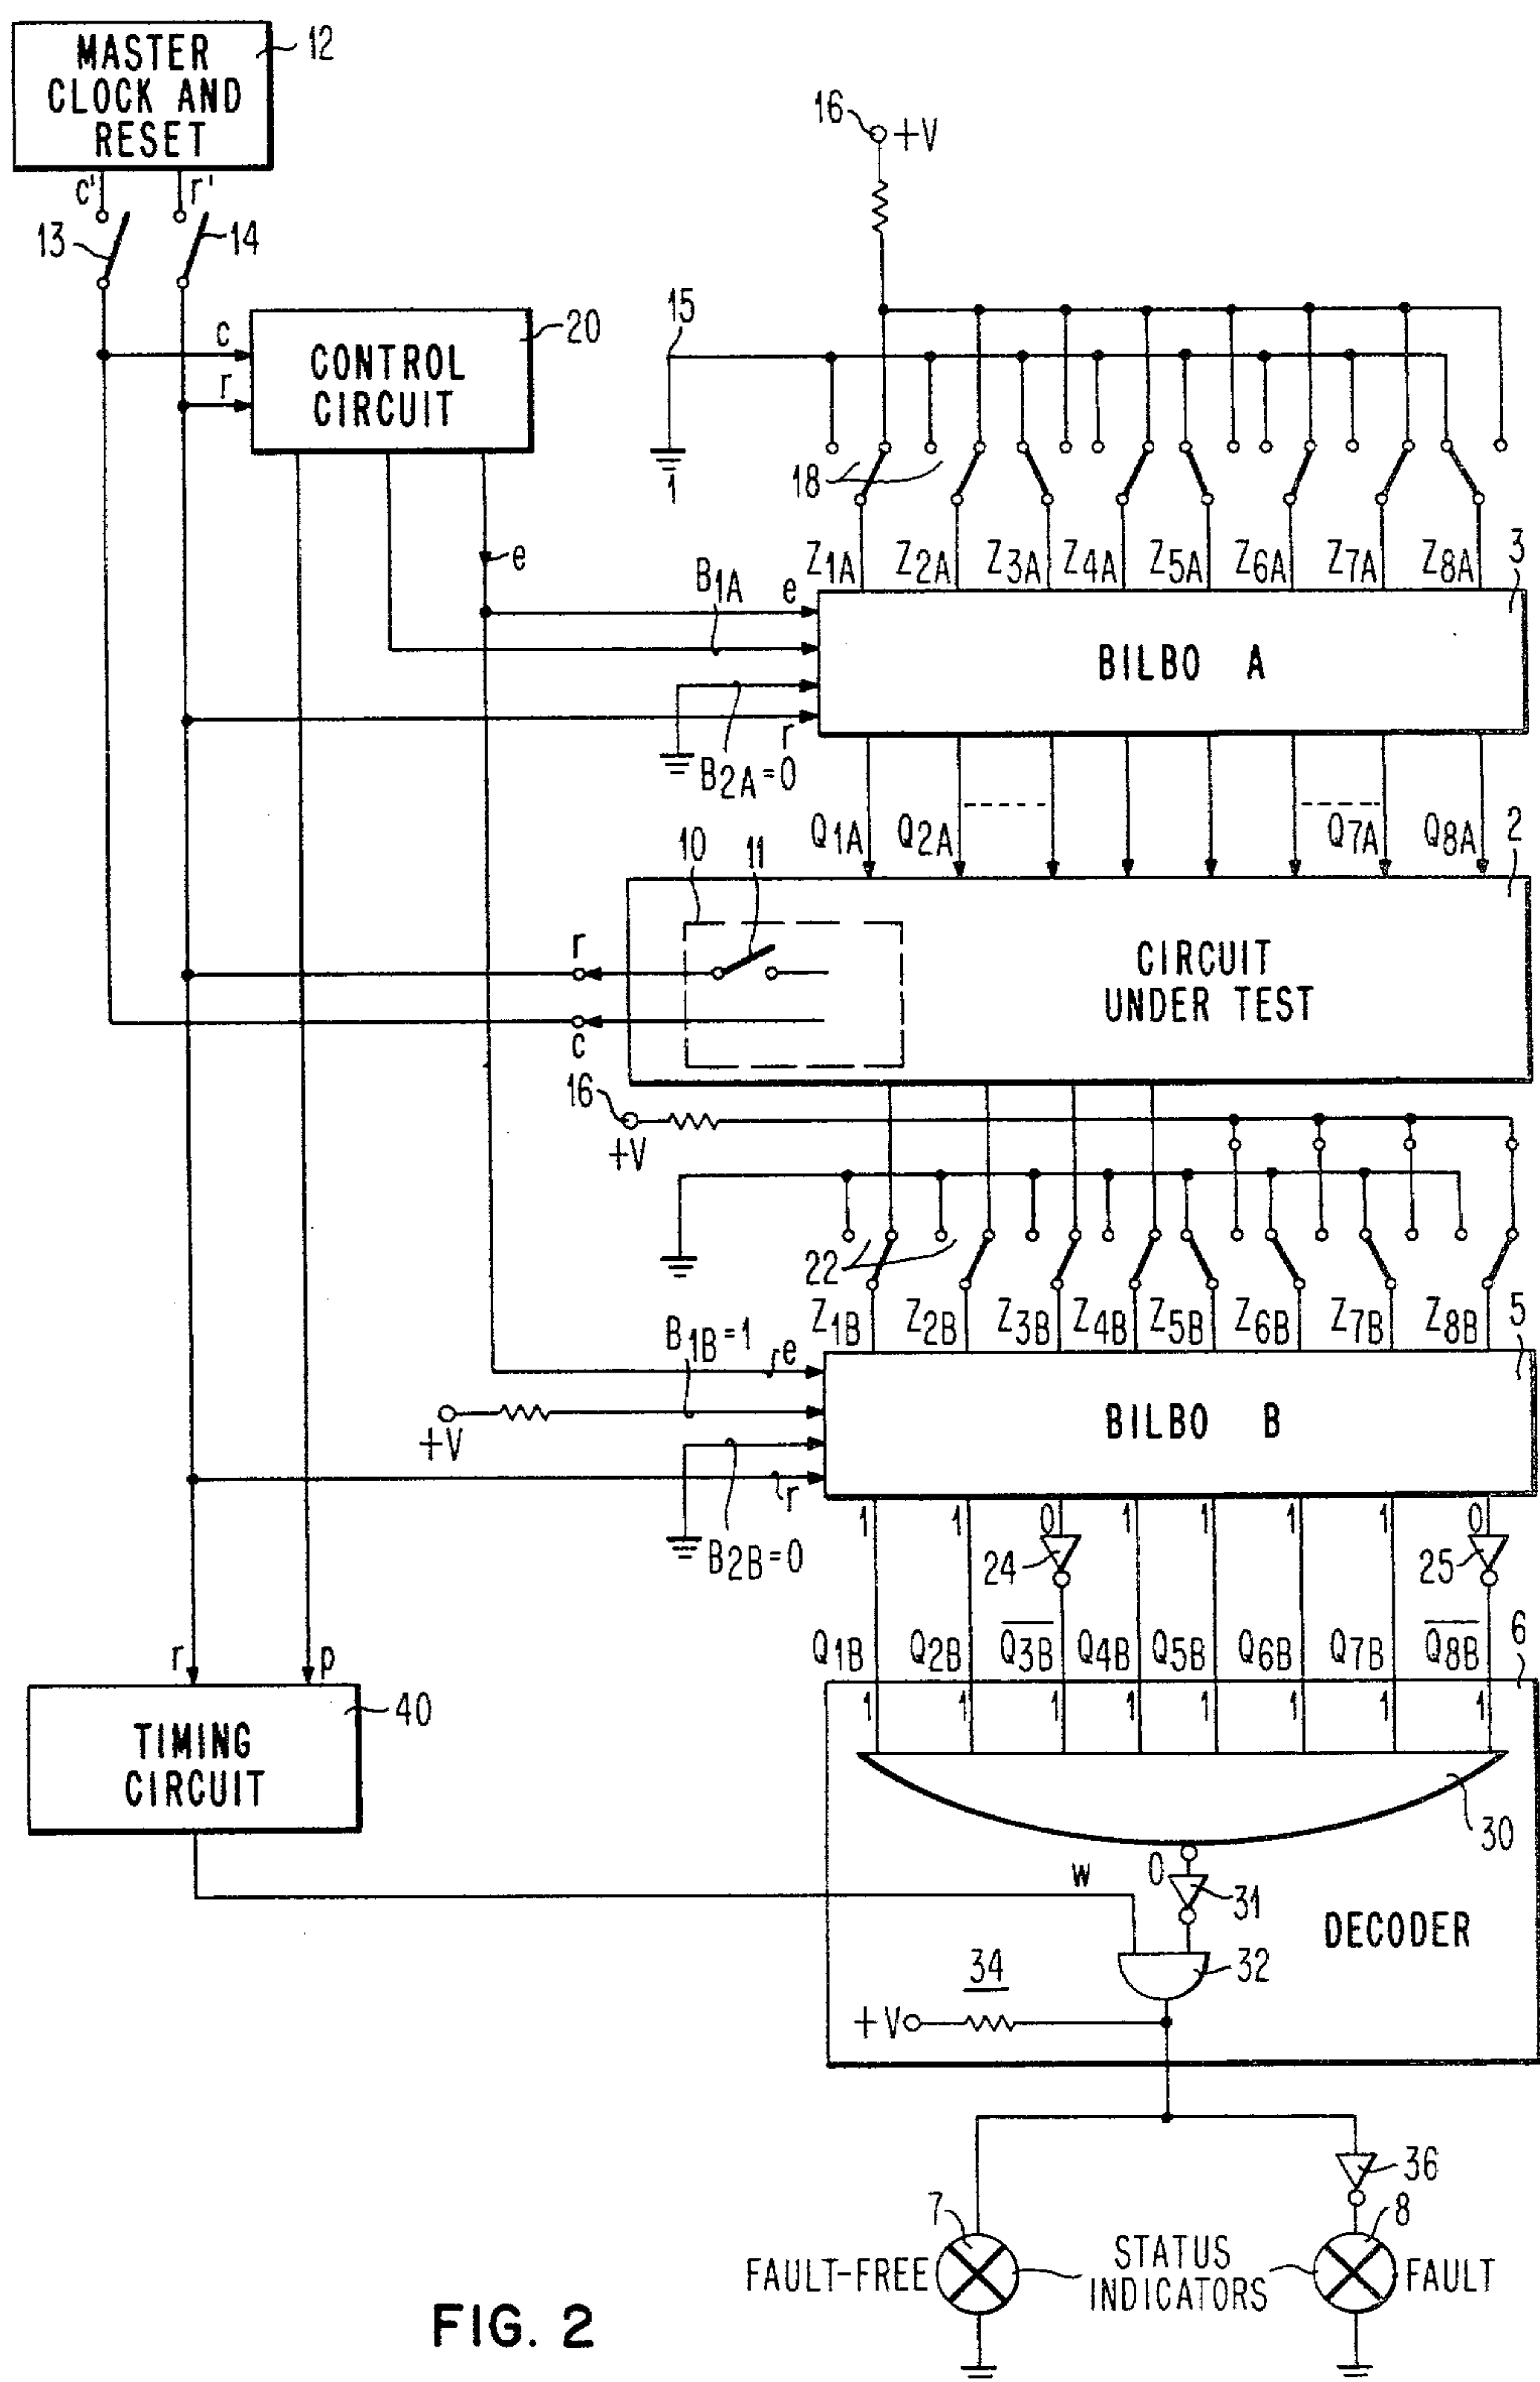 MASTER
CLOCK AND
RESET
12
c'
r'
13
14
16
+V
15
1
c
r
CONTROL
CIRCUIT
20
18
e
Z1A
Z2A
Z3A
Z4A
Z5A
Z6A
Z7A
Z8A
3
B1A
e
BILBO A
r
B2A=0
Q1A
Q2A
Q7A
Q8A
2
10
11
r
c
CIRCUIT
UNDER TEST
16
+V
22
Z1B
Z2B
Z3B
Z4B
Z5B
Z6B
Z7B
Z8B
5
B1B=1
e
+V
BILBO B
r
B2B=0
1
1
0
1
1
1
1
0
24
25
Q1B
Q2B
Q3B
Q4B
Q5B
Q6B
Q7B
Q8B
6
1
1
1
1
1
1
1
1
r
p
TIMING
CIRCUIT
40
30
w
0
31
DECODER
34
32
+V
36
7
8
FAULT-FREE
STATUS
INDICATORS
FAULT
FIG. 2